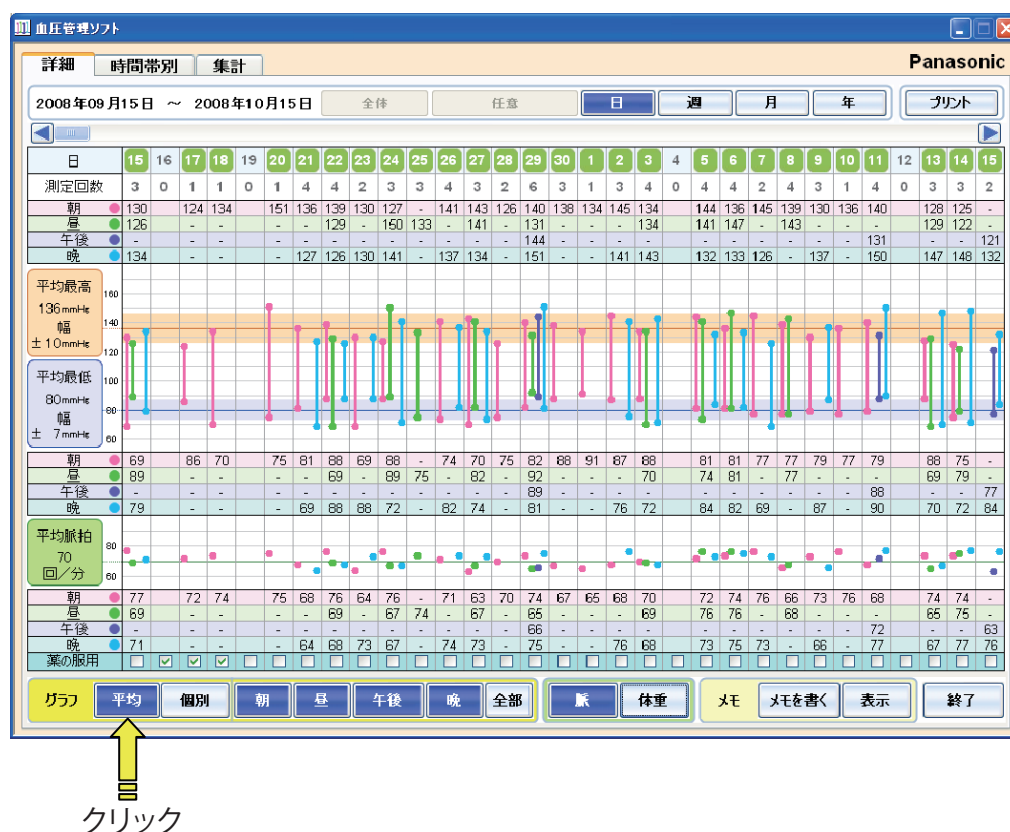 血圧管理ソフト
詳細 時間帯別 集計 Panasonic
2008年09月15日 ～ 2008年10月15日 全体 任意 日 週 月 年 プリント
日 15 16 17 18 19 20 21 22 23 24 25 26 27 28 29 30 1 2 3 4 5 6 7 8 9 10 11 12 13 14 15
測定回数 3 0 1 1 0 1 4 4 2 3 3 4 3 2 6 3 1 3 4 0 4 4 2 4 3 1 4 0 3 3 2
朝 130 124 134 151 136 139 130 127 - 141 143 126 140 138 134 145 134 144 136 145 139 130 136 140 128 125 -
昼 126 - - - - 129 - 150 133 - 141 - 131 - - - 134 141 147 - 143 - - - 129 122 -
午後 - - - - - - - - - - - - 144 - - - - - - - - - - 131 - - 121
晩 134 - - - 127 126 130 141 - 137 134 - 151 - - 141 143 132 133 126 - 137 - 150 147 148 132
平均最高
136mmHg
幅
±10mmHg
160
140
120
平均最低
80mmHg
幅
± 7mmHg
100
80
60
朝 69 86 70 75 81 88 69 88 - 74 70 75 82 88 91 87 88 81 81 77 77 79 77 79 88 75 -
昼 89 - - - - 69 - 89 75 - 82 - 92 - - - 70 74 81 - 77 - - - 69 79 -
午後 - - - - - - - - - - - - 89 - - - - - - - - - - 88 - - 77
晩 79 - - - 69 88 88 72 - 82 74 - 81 - - 76 72 84 82 69 - 87 - 90 70 72 84
平均脈拍
70
回／分
80
60
朝 77 72 74 75 68 76 64 76 - 71 63 70 74 67 65 68 70 72 74 76 66 73 76 68 74 74 -
昼 69 - - - - 69 - 67 74 - 67 - 65 - - - 69 76 76 - 68 - - - 65 75 -
午後 - - - - - - - - - - - - 66 - - - - - - - - - - 72 - - 63
晩 71 - - - 64 68 73 67 - 74 73 - 75 - - 76 68 73 75 73 - 66 - 77 67 77 76
薬の服用
グラフ 平均 個別 朝 昼 午後 晩 全部 脈 体重 メモ メモを書く 表示 終了
クリック